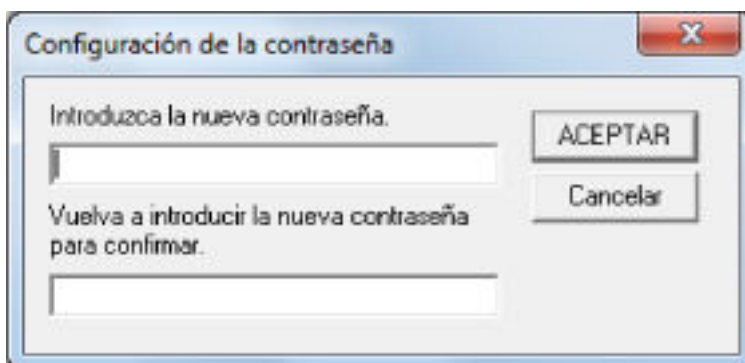 Configuración de la contraseña
Introduzca la nueva contraseña.
ACEPTAR
Cancelar
Vuelva a introducir la nueva contraseña
para confirmar.